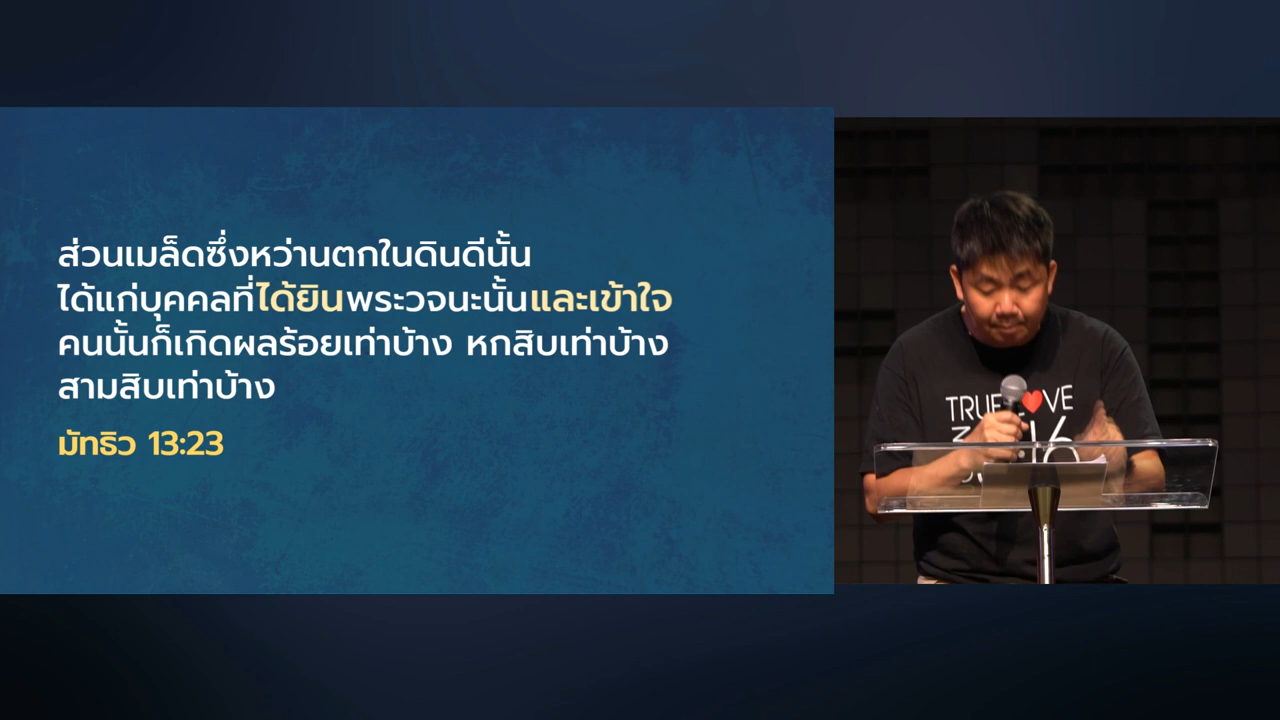 ส่วนเมล็ดซึ่งหว่านตกในดินดีนั้น
ได้แก่บุคคลที่ได้ยินพระวจนะนั้นและเข้าใจ
คนนั้นก็เกิดผลร้อยเท่าบ้าง หกสิบเท่าบ้าง
สามสิบเท่าบ้าง
มัทธิว 13:23
TRUE L❤VE
16